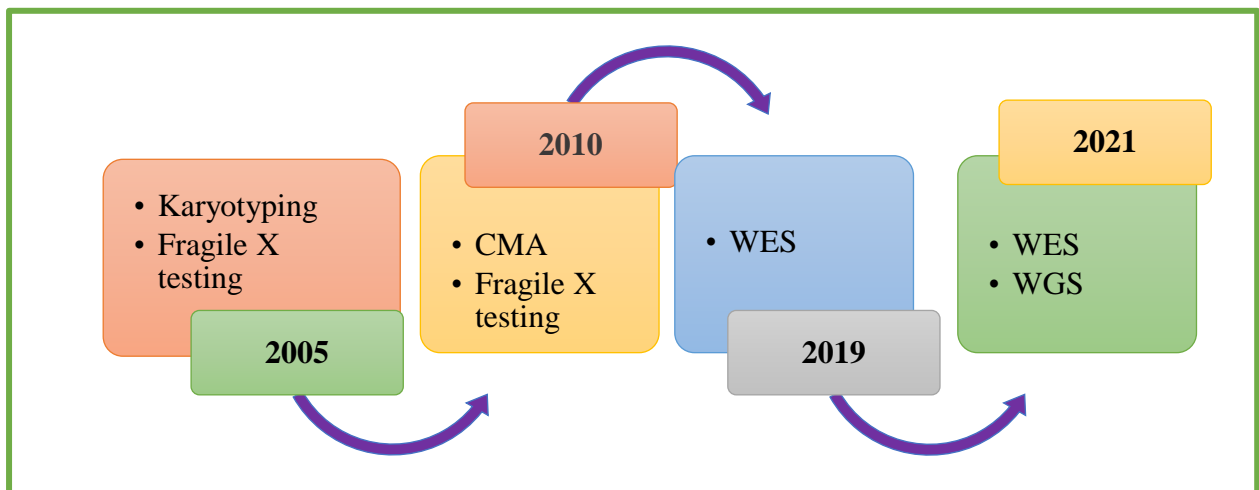 • Karyotyping
• Fragile X
testing
2005
2010
• CMA
• Fragile X
testing
• WES
2019
2021
• WES
• WGS